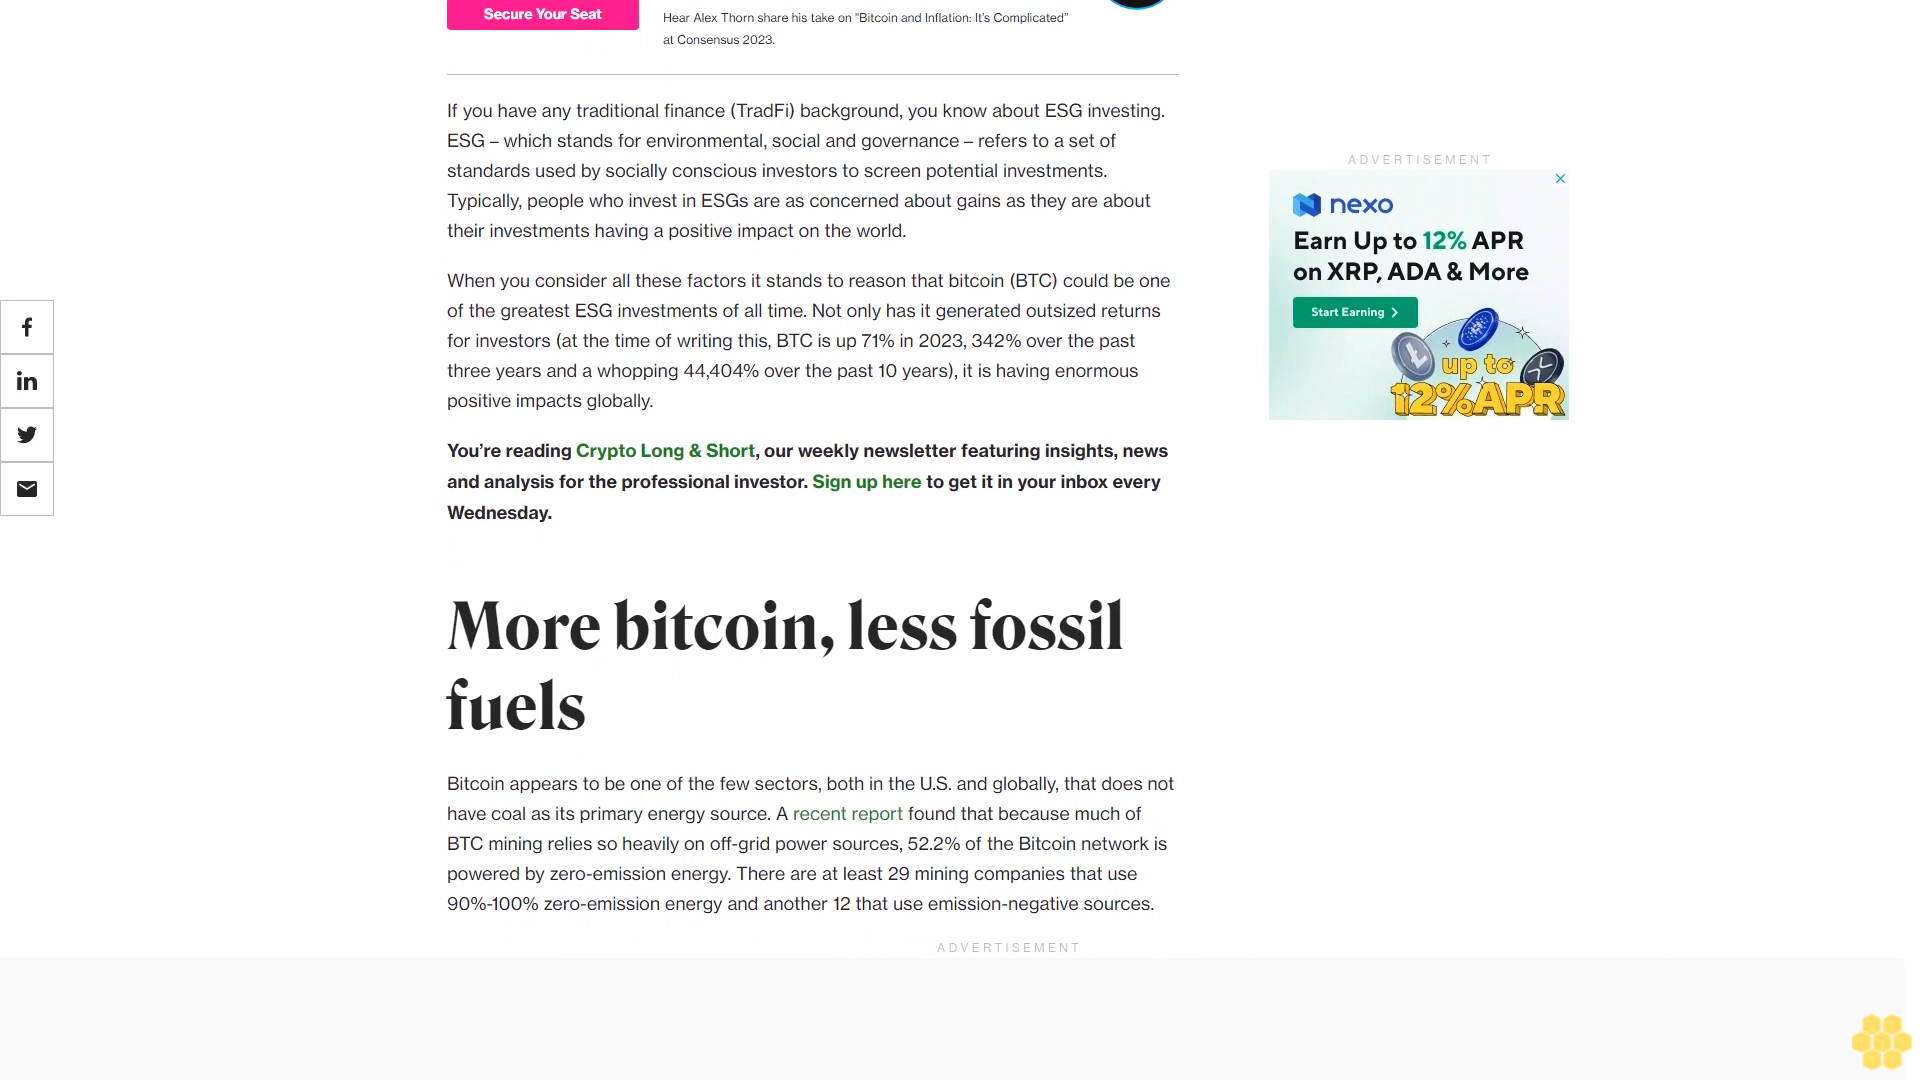 Secure Your Seat
Hear Alex Thorn share his take on "Bitcoin and Inflation: It's Complicated"
at Consensus 2023.
If you have any traditional finance (TradFi) background, you know about ESG investing.
ESG – which stands for environmental, social and governance – refers to a set of
standards used by socially conscious investors to screen potential investments.
Typically, people who invest in ESGs are as concerned about gains as they are about
their investments having a positive impact on the world.
When you consider all these factors it stands to reason that bitcoin (BTC) could be one
of the greatest ESG investments of all time. Not only has it generated outsized returns
for investors (at the time of writing this, BTC is up 71% in 2023, 342% over the past
three years and a whopping 44,404% over the past 10 years), it is having enormous
positive impacts globally.
You’re reading Crypto Long & Short, our weekly newsletter featuring insights, news
and analysis for the professional investor. Sign up here to get it in your inbox every
Wednesday.
More bitcoin, less fossil
fuels
Bitcoin appears to be one of the few sectors, both in the U.S. and globally, that does not
have coal as its primary energy source. A recent report found that because much of
BTC mining relies so heavily on off-grid power sources, 52.2% of the Bitcoin network is
powered by zero-emission energy. There are at least 29 mining companies that use
90%-100% zero-emission energy and another 12 that use emission-negative sources.
ADVERTISEMENT
ADVERTISEMENT
nexo
Earn Up to 12% APR
on XRP, ADA & More
Start Earning
up to
12% APR